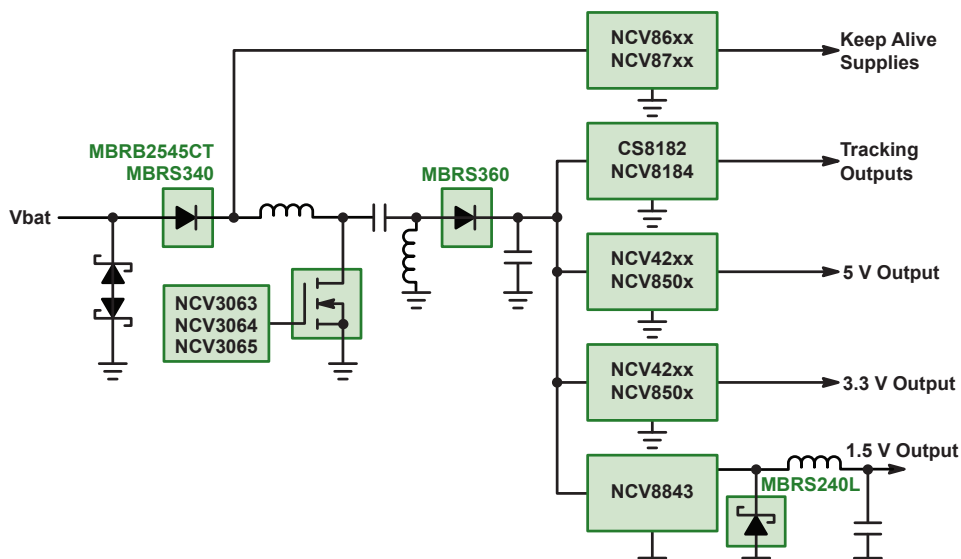 NCV86xx
NCV87xx
Keep Alive
Supplies
MBRB2545CT
MBRS340
CS8182
NCV8184
Tracking
Outputs
MBRS360
Vbat
NCV42xx
NCV850x
5 V Output
NCV3063
NCV3064
NCV3065
NCV42xx
NCV850x
3.3 V Output
1.5 V Output
NCV8843
MBRS240L